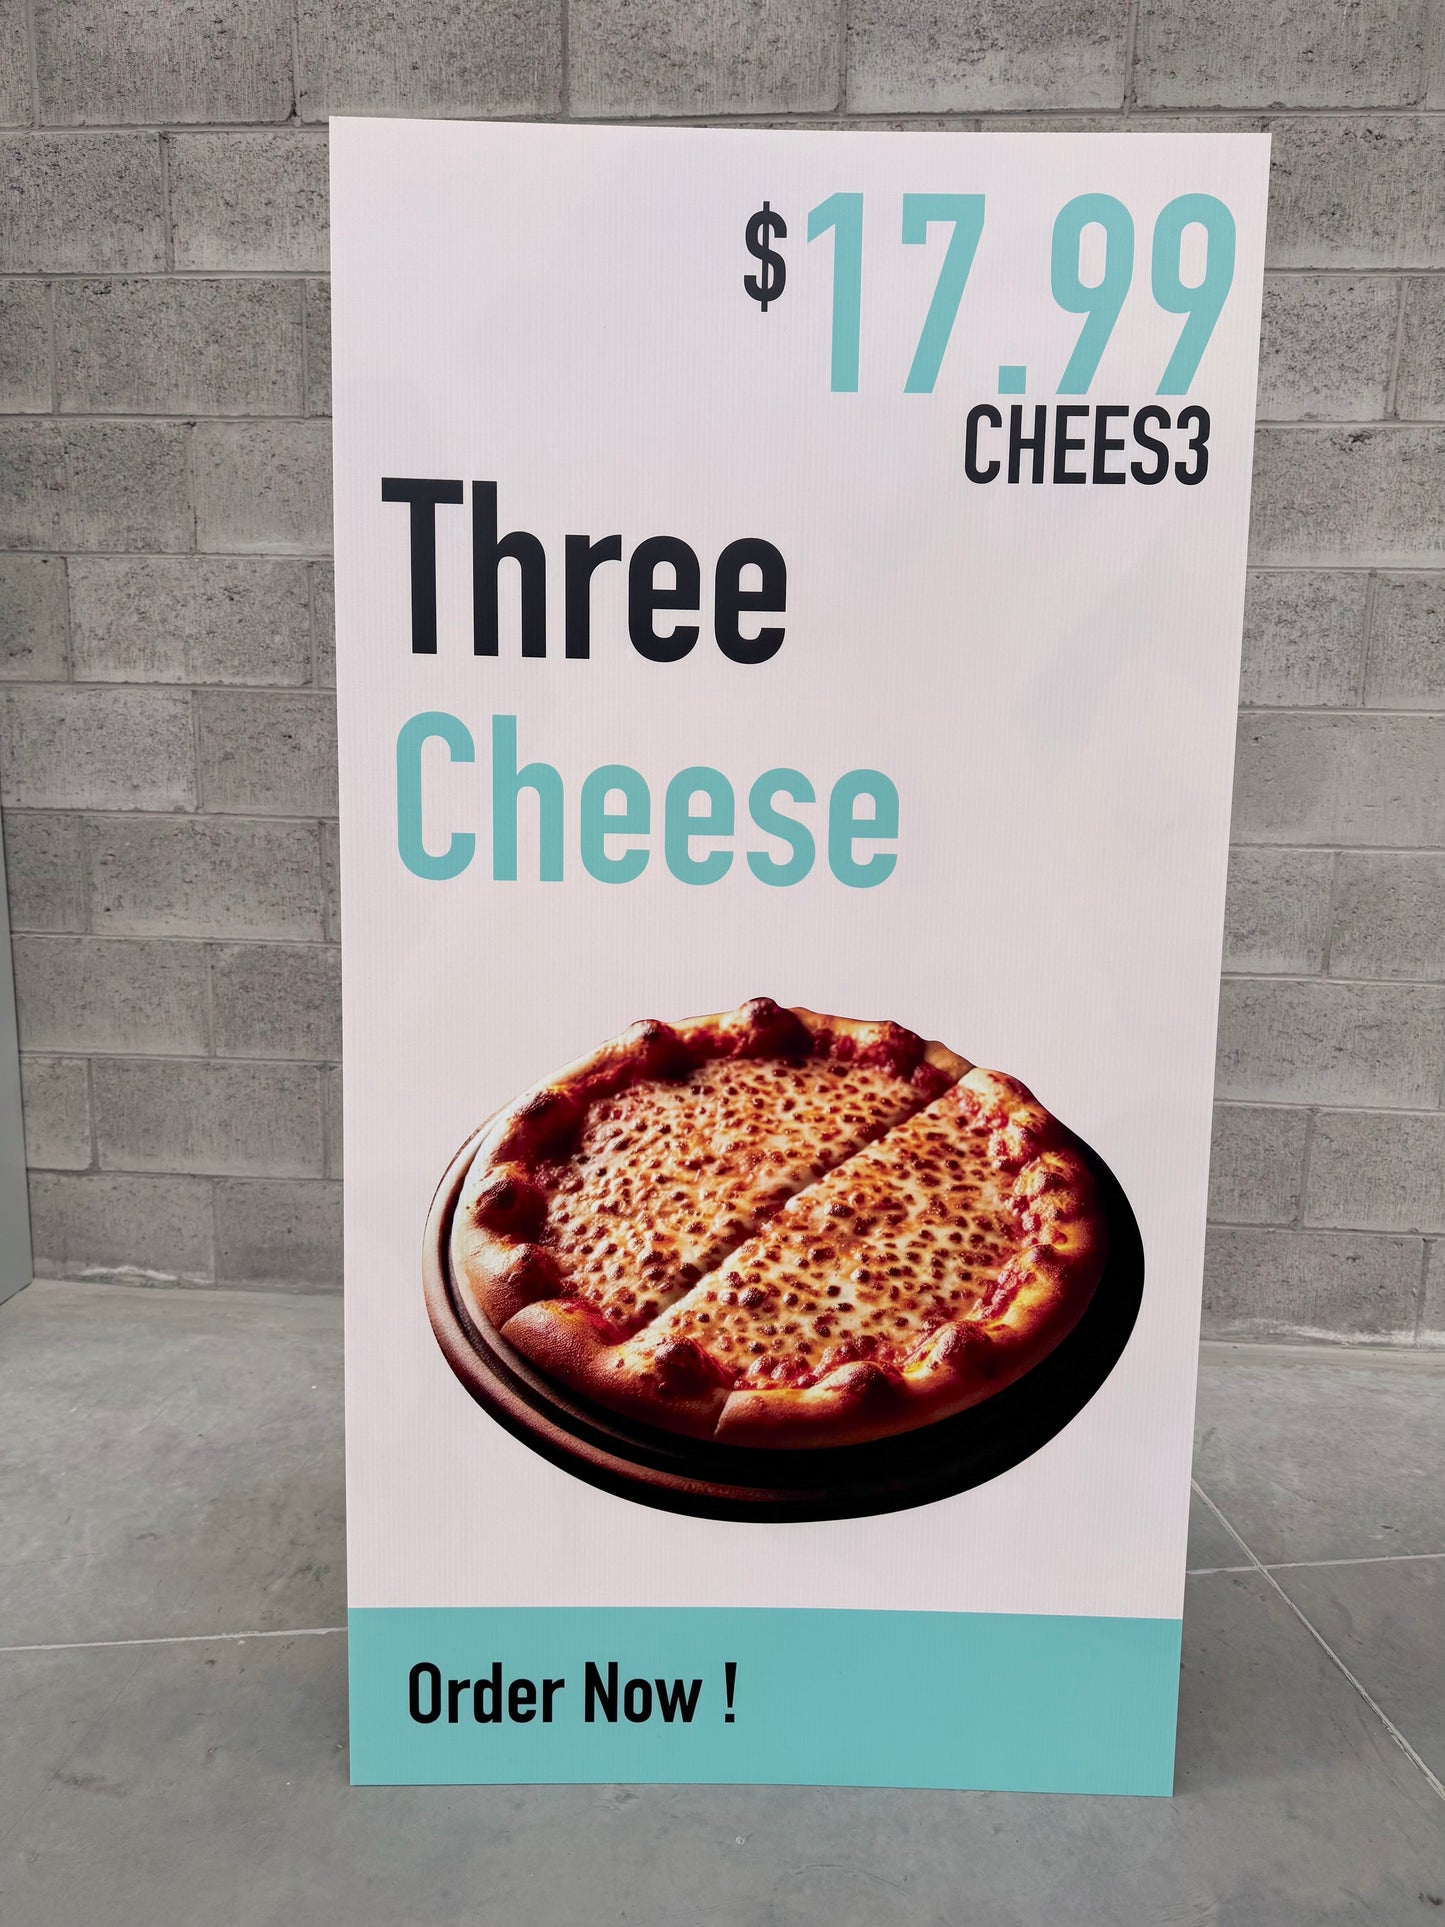 $17.99
CHEES3
Three
Cheese
Order Now !